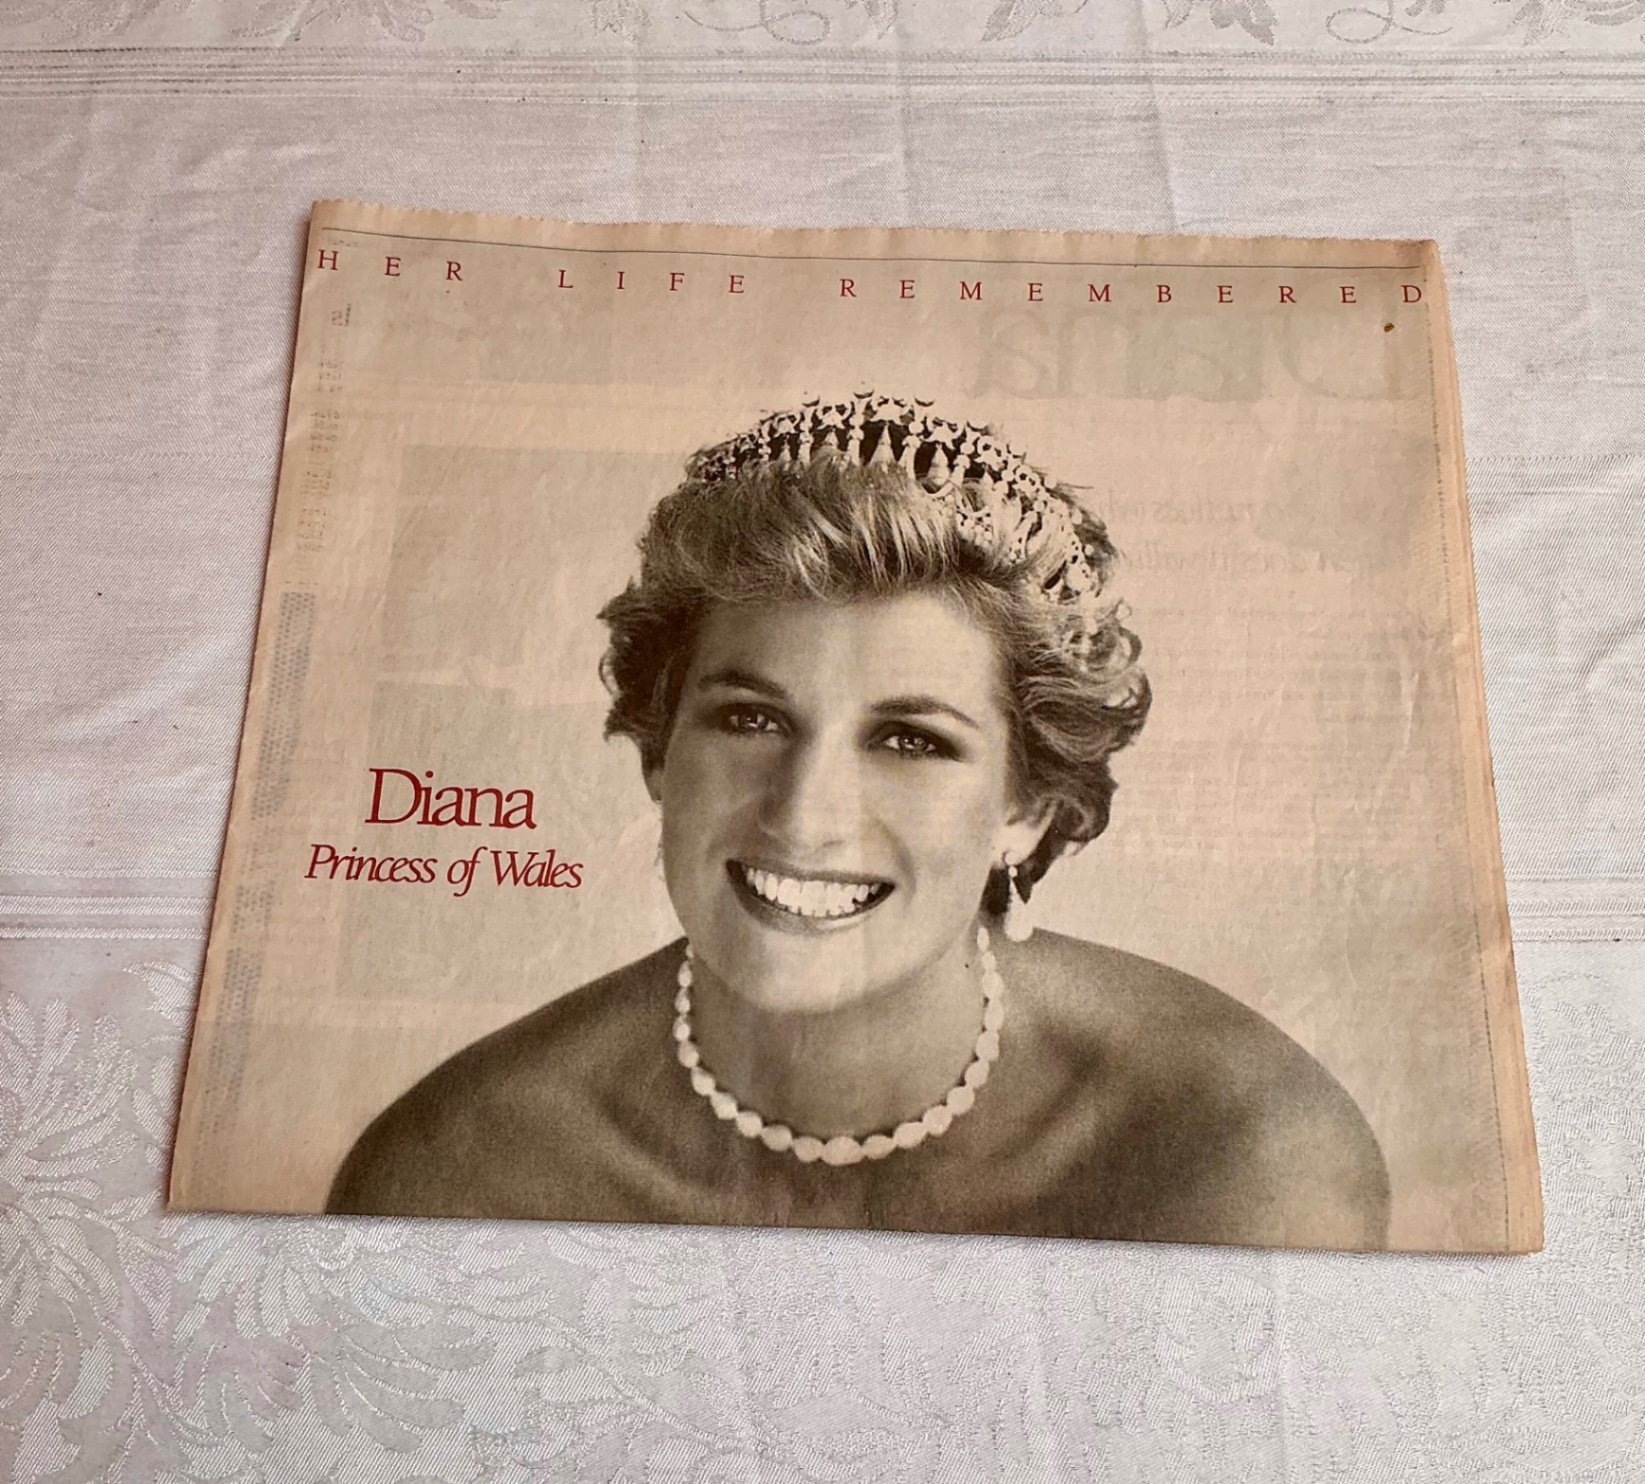 HER LIFE REMEMBERED
Diana
Princess of Wales